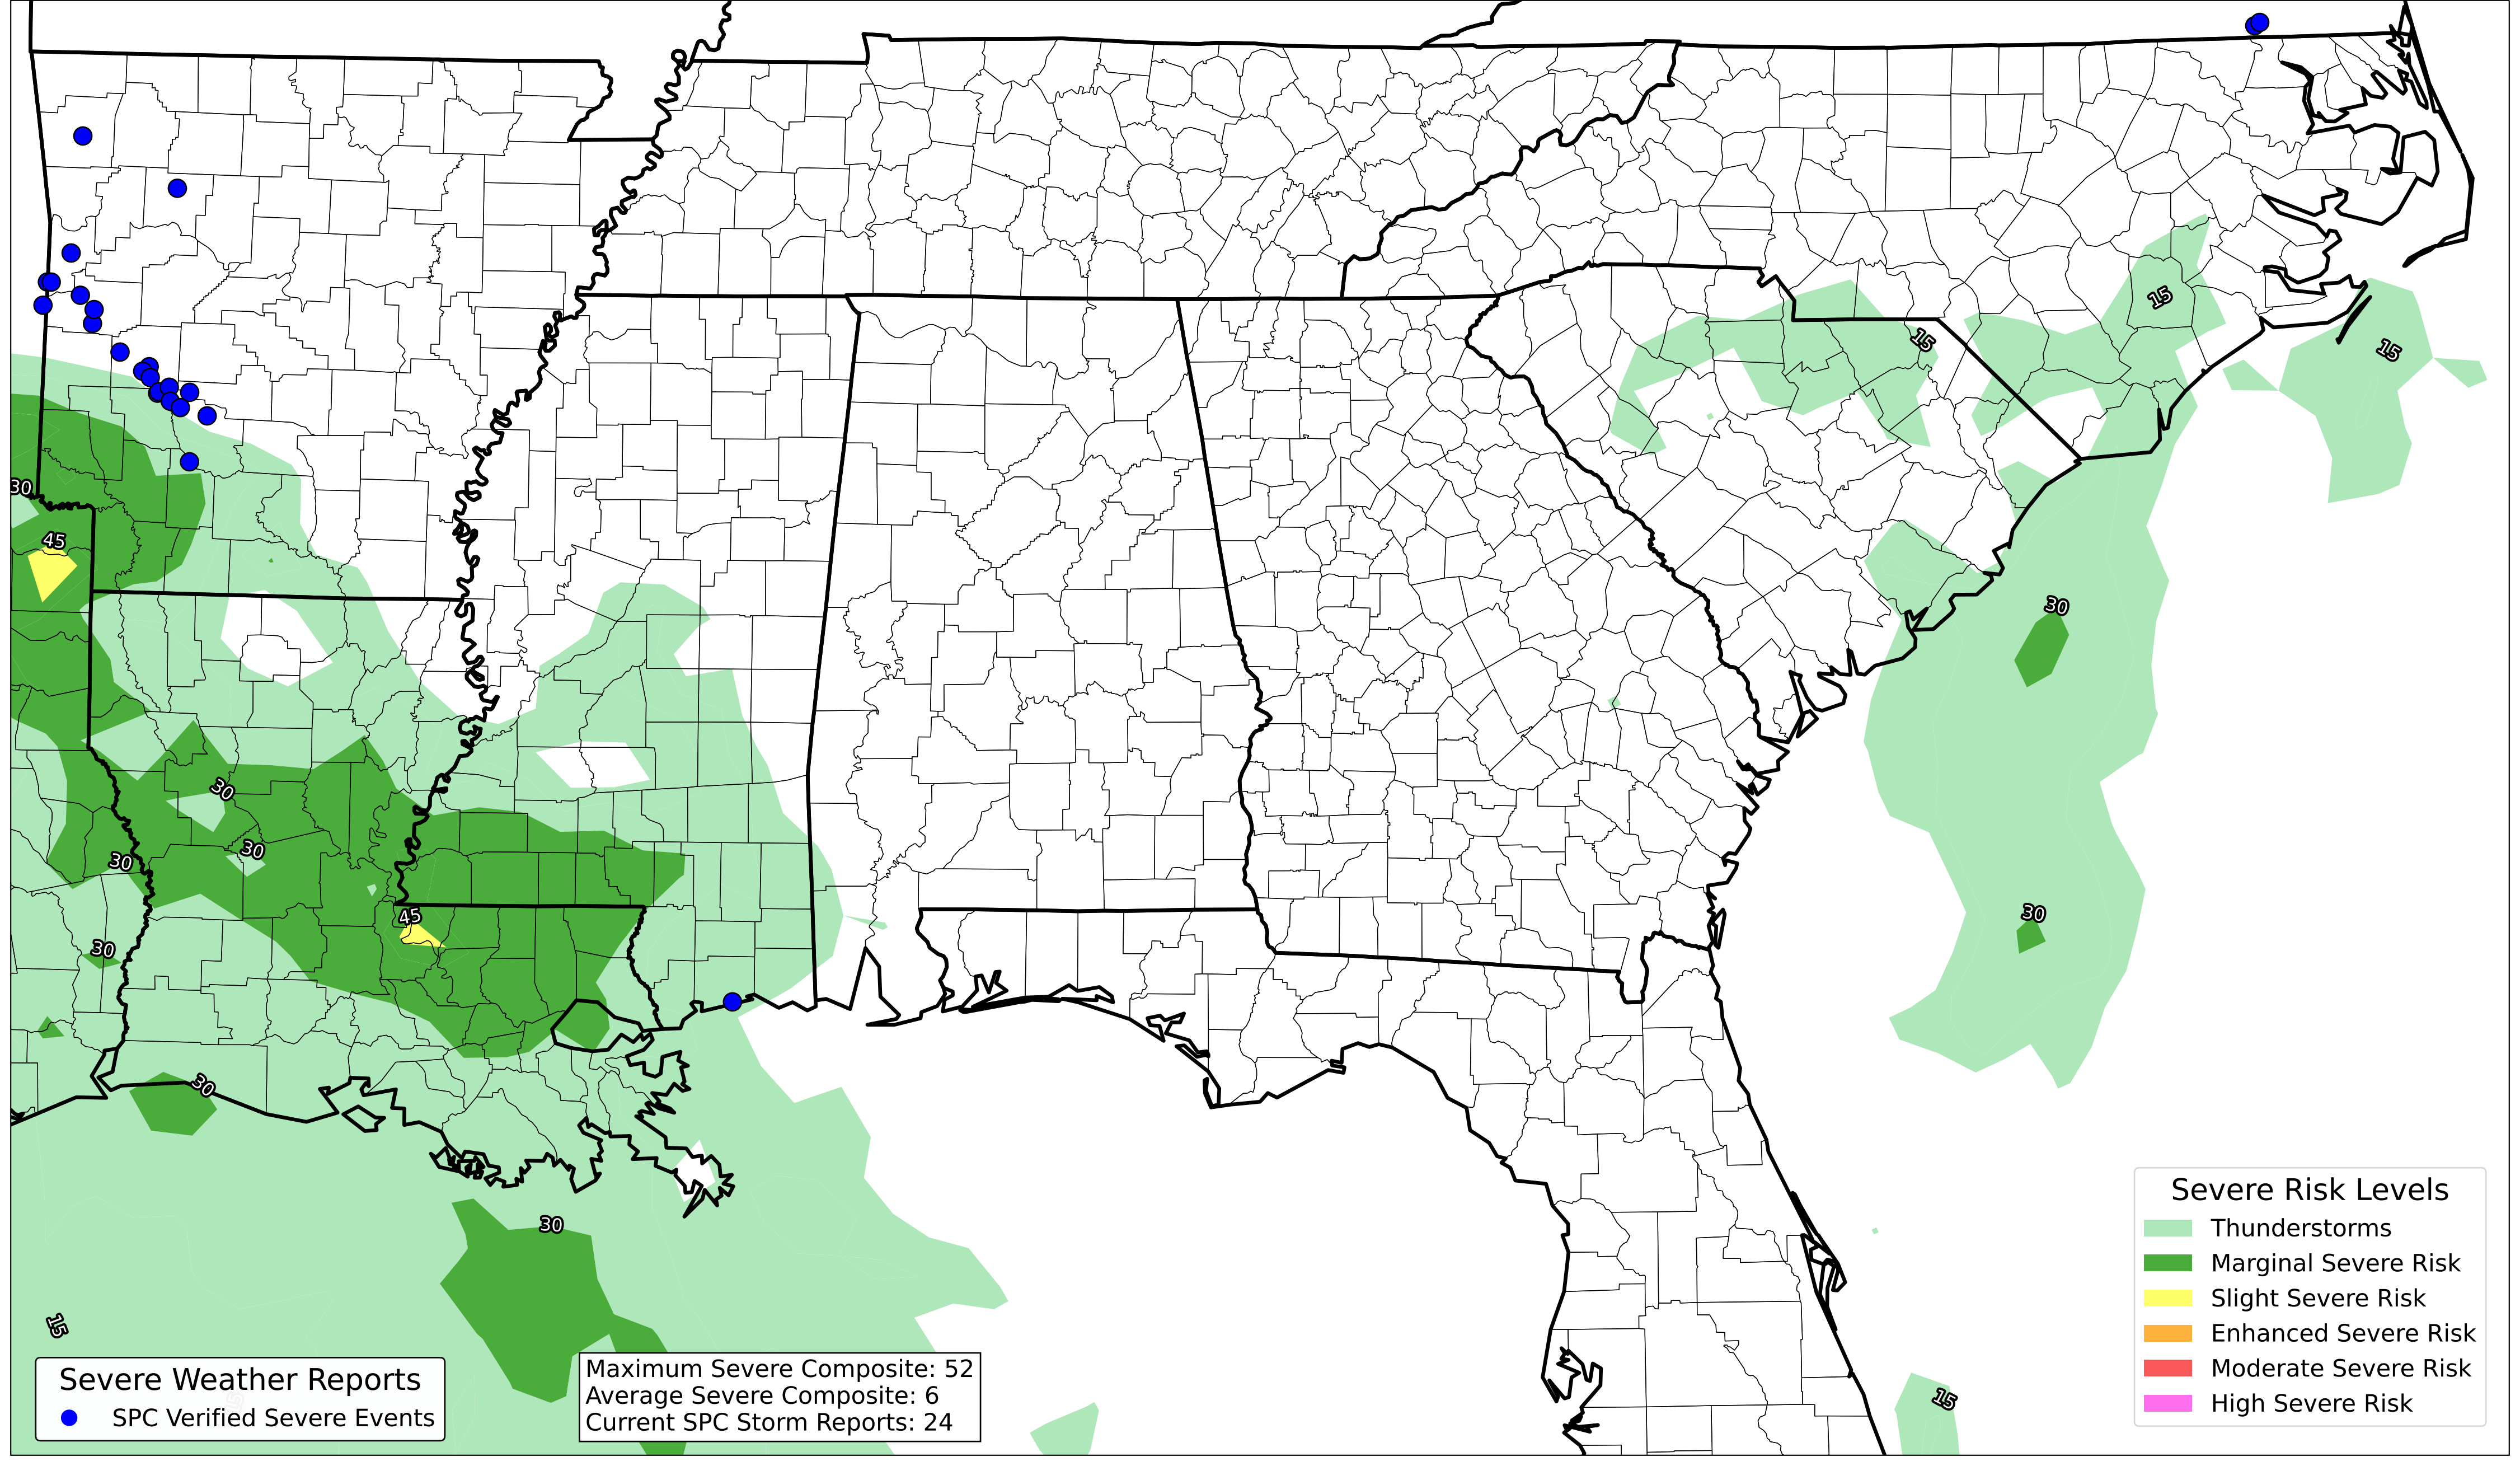 15
15
15
30
45
30
30
30
30
45
30
30
30
30
15
15
Severe Weather Reports
SPC Verified Severe Events
Maximum Severe Composite: 52
Average Severe Composite: 6
Current SPC Storm Reports: 24
Severe Risk Levels
Thunderstorms
Marginal Severe Risk
Slight Severe Risk
Enhanced Severe Risk
Moderate Severe Risk
High Severe Risk